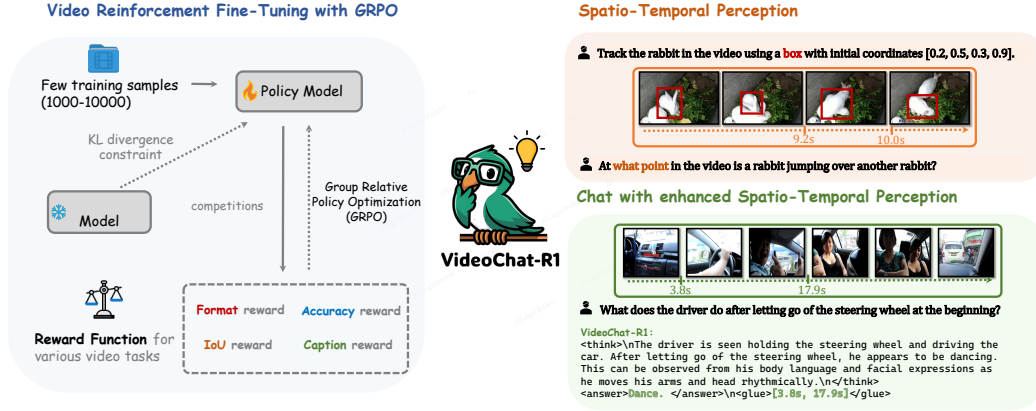 Video Reinforcement Fine-Tuning with GRPO
Few training samples
(1000-10000)
Policy Model
KL divergence
constraint
Model
competitions
Group Relative
Policy Optimization
(GRPO)
Reward Function for
various video tasks
Format reward
Accuracy reward
IoU reward
Caption reward
VideoChat-R1
Spatio-Temporal Perception
Track the rabbit in the video using a box with initial coordinates [0.2, 0.5, 0.3, 0.9].
9.2s
10.0s
At what point in the video is a rabbit jumping over another rabbit?
Chat with enhanced Spatio-Temporal Perception
3.8s
17.9s
What does the driver do after letting go of the steering wheel at the beginning?
VideoChat-R1:
<think>\nThe driver is seen holding the steering wheel and driving the
car. After letting go of the steering wheel, he appears to be dancing.
This can be observed from his body language and facial expressions as
he moves his arms and head rhythmically.\n</think>
<answer>Dance. </answer>\n<glue>[3.8s, 17.9s]</glue>